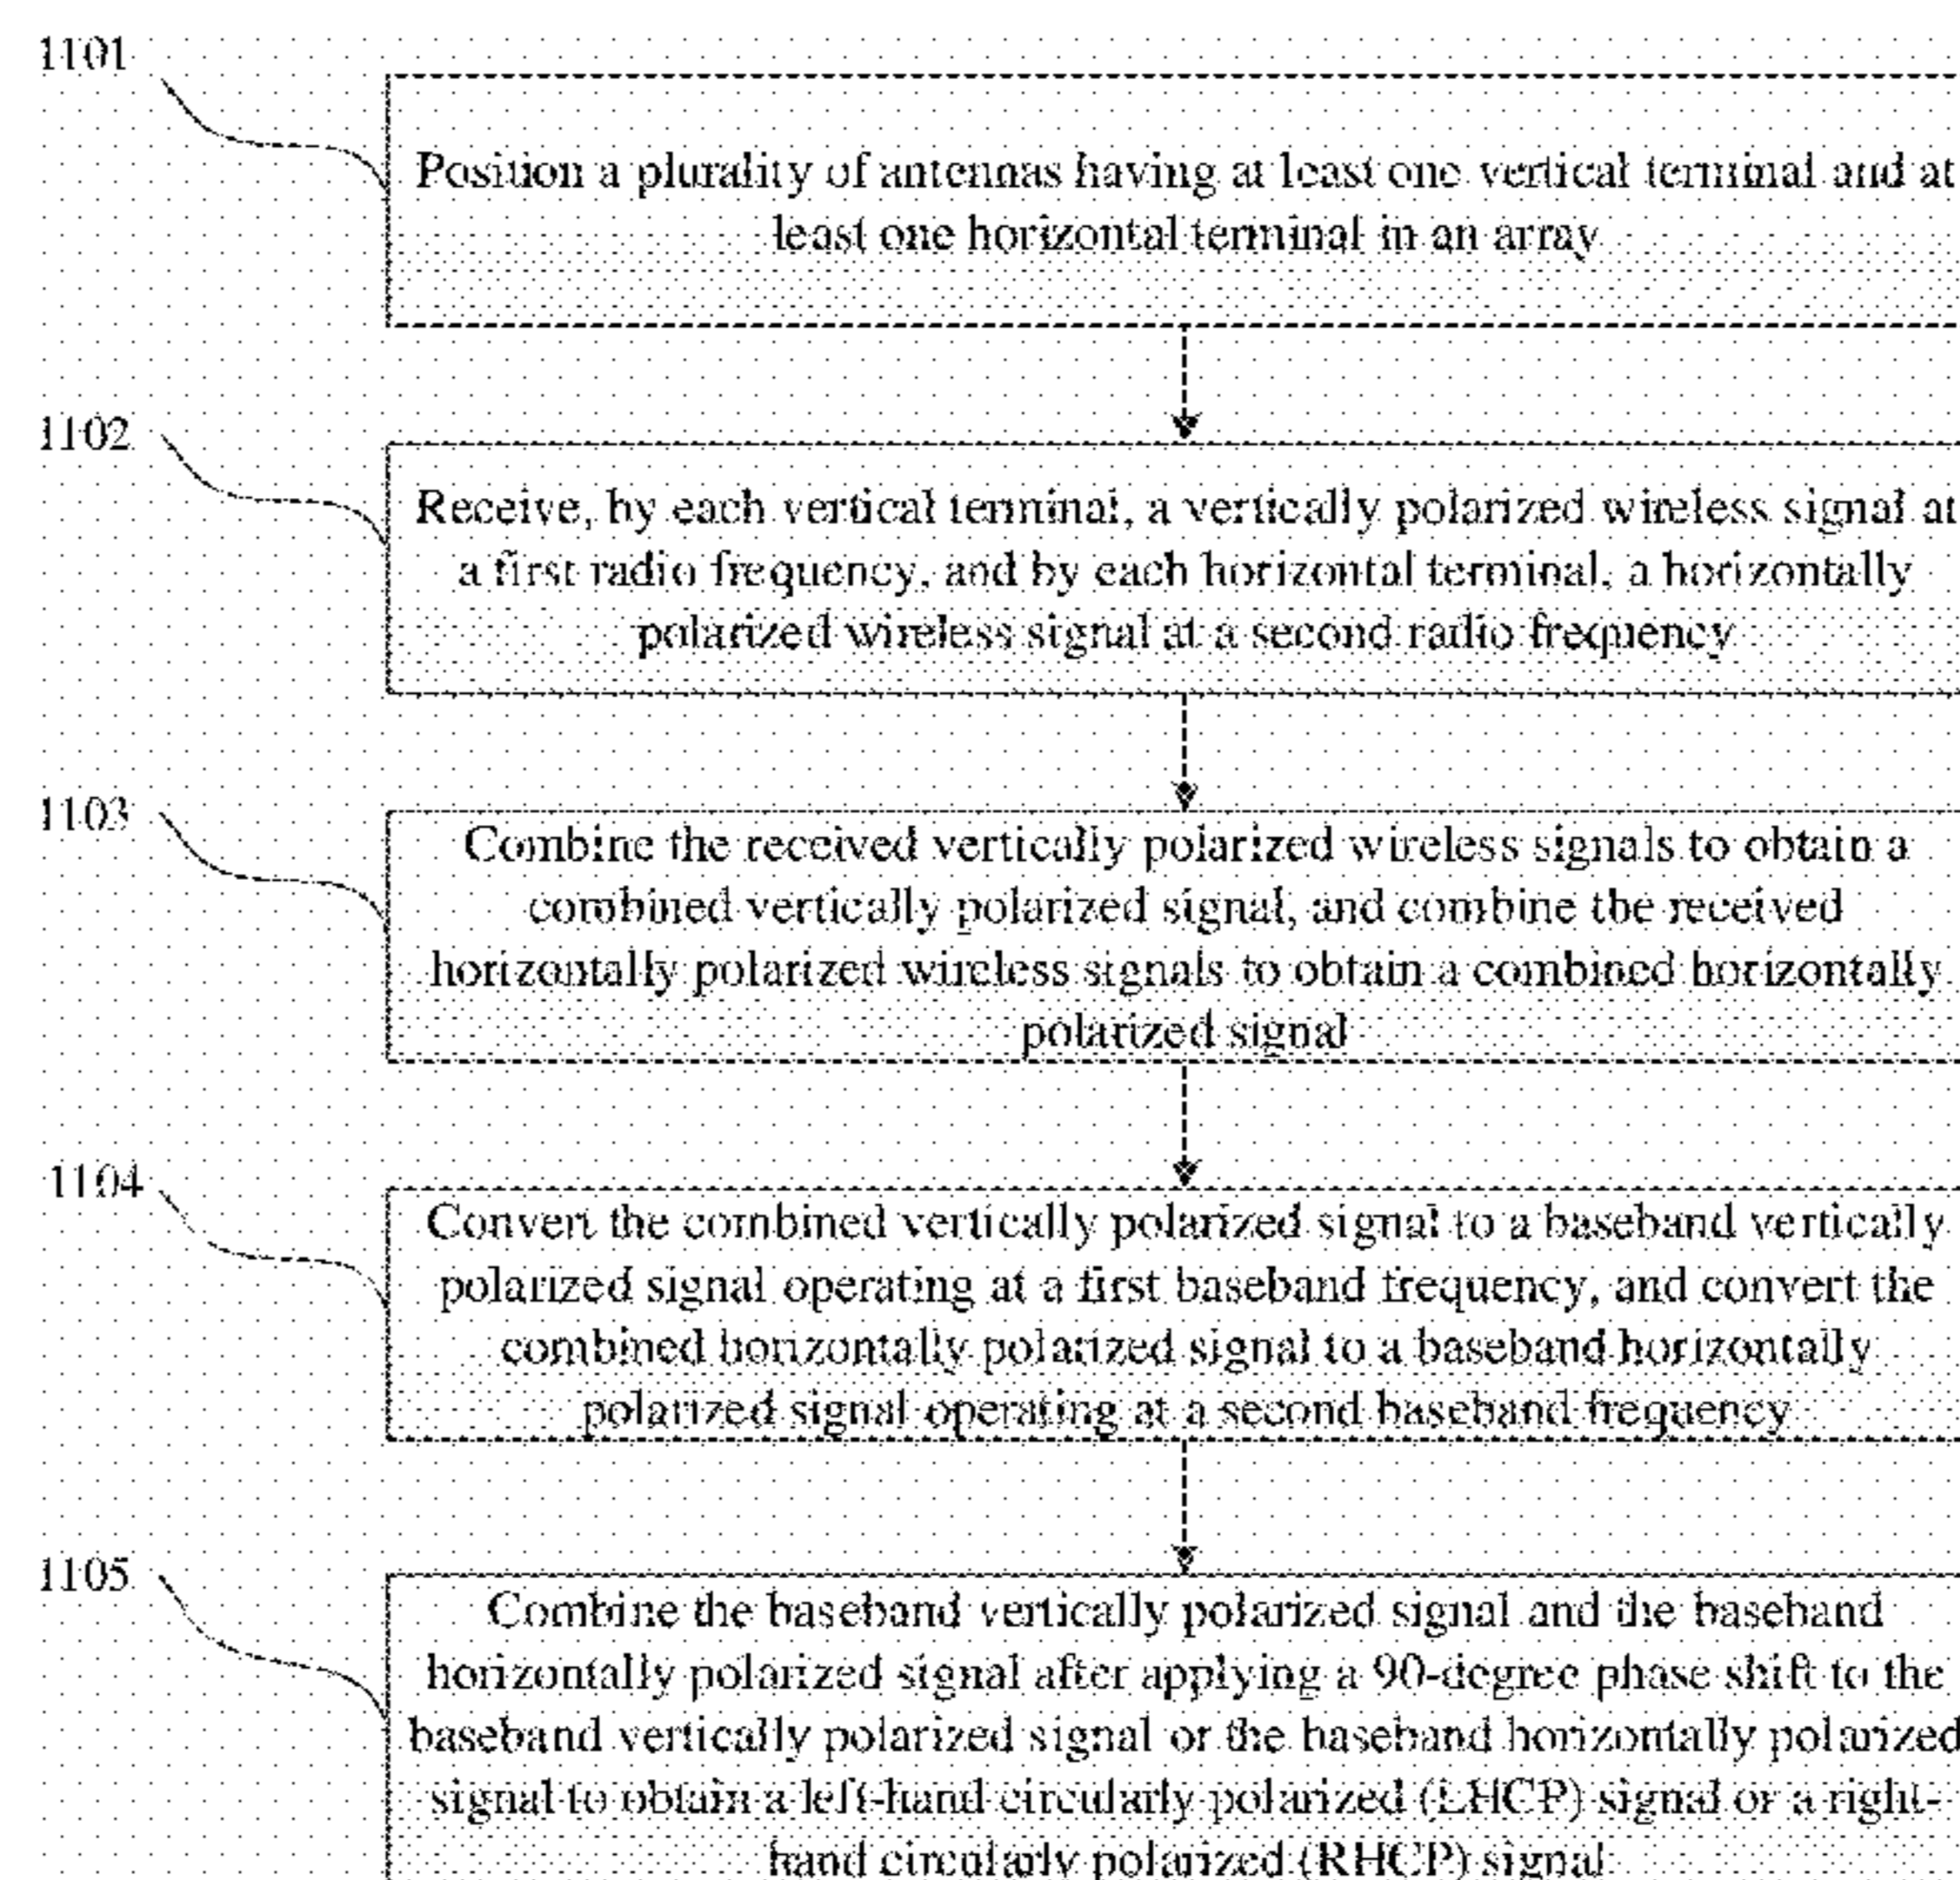 1101
Position a plurality of antennas having at least one vertical terminal and at
least one horizontal terminal in an array
1102
Receive, by each vertical terminal, a vertically polarized wireless signal at
a first radio frequency, and by each horizontal terminal, a horizontally
polarized wireless signal at a second radio frequency
1103
Combine the received vertically polarized wireless signals to obtain a
combined vertically polarized signal, and combine the received
horizontally polarized wireless signals to obtain a combined horizontally
polarized signal
1104
Convert the combined vertically polarized signal to a baseband vertically
polarized signal operating at a first baseband frequency, and convert the
combined horizontally polarized signal to a baseband horizontally
polarized signal operating at a second baseband frequency
1105
Combine the baseband vertically polarized signal and the baseband
horizontally polarized signal after applying a 90-degree phase shift to the
baseband vertically polarized signal or the baseband horizontally polarized
signal to obtain a left-hand circularly polarized (LHCP) signal or a right-
hand circularly polarized (RHCP) signal